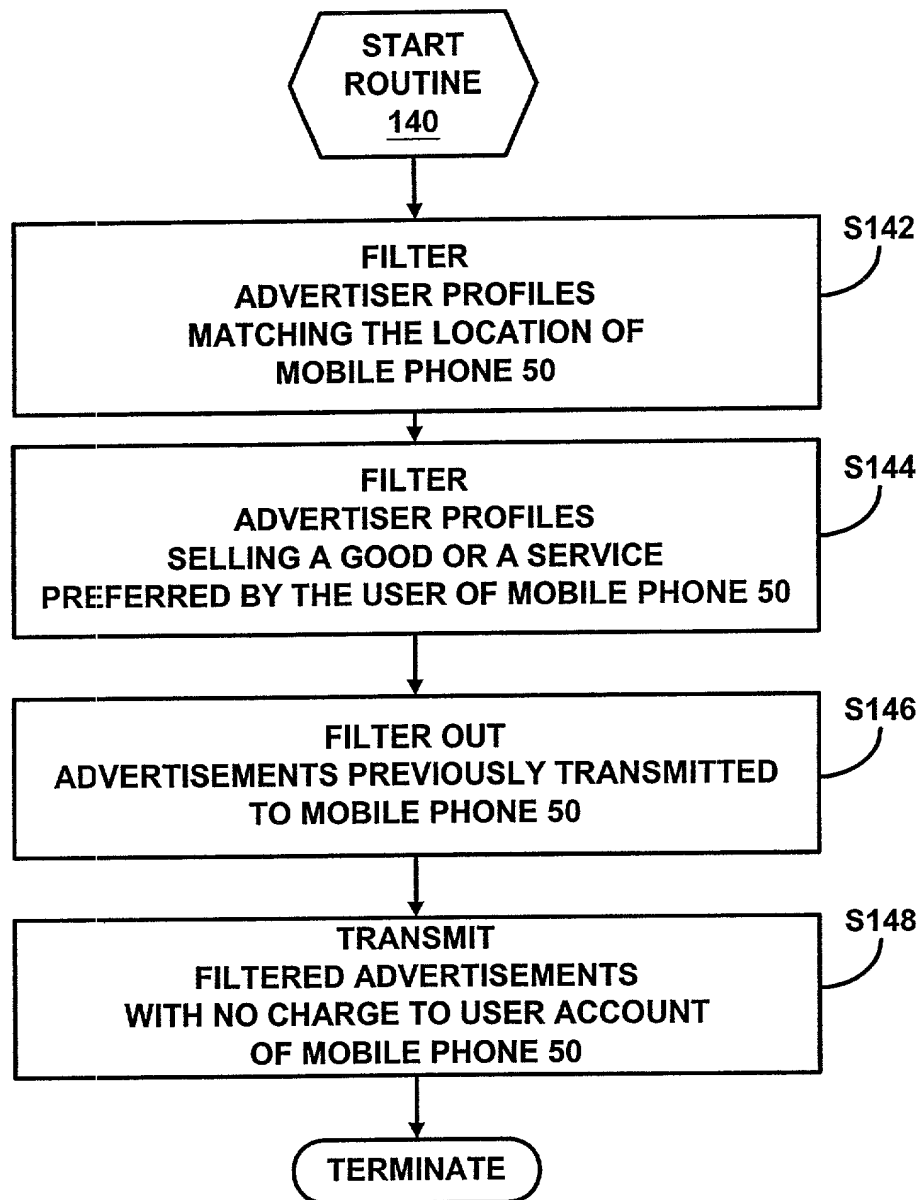 START
ROUTINE
140
S142
FILTER
ADVERTISER PROFILES
MATCHING THE LOCATION OF
MOBILE PHONE 50
S144
FILTER
ADVERTISER PROFILES
SELLING A GOOD OR A SERVICE
PREFERRED BY THE USER OF MOBILE PHONE 50
S146
FILTER OUT
ADVERTISEMENTS PREVIOUSLY TRANSMITTED
TO MOBILE PHONE 50
S148
TRANSMIT
FILTERED ADVERTISEMENTS
WITH NO CHARGE TO USER ACCOUNT
OF MOBILE PHONE 50
TERMINATE